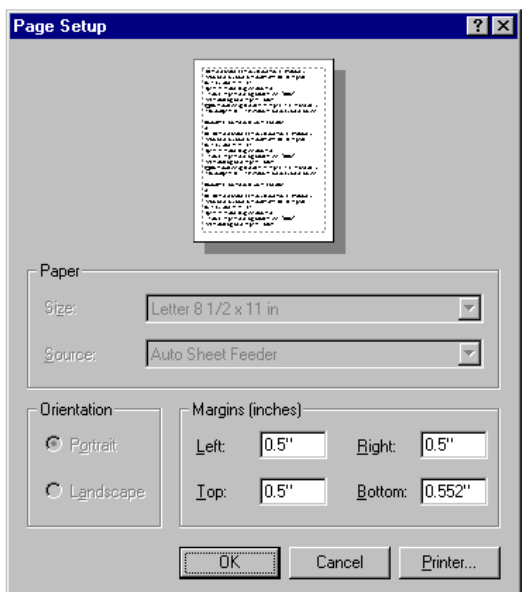 Page Setup
Paper
Size: Letter 8 1/2 x 11 in
Source: Auto Sheet Feeder
Orientation
Portrait
Landscape
Margins (inches)
Left: 0.5" Right: 0.5"
Top: 0.5" Bottom: 0.552"
OK Cancel Printer...